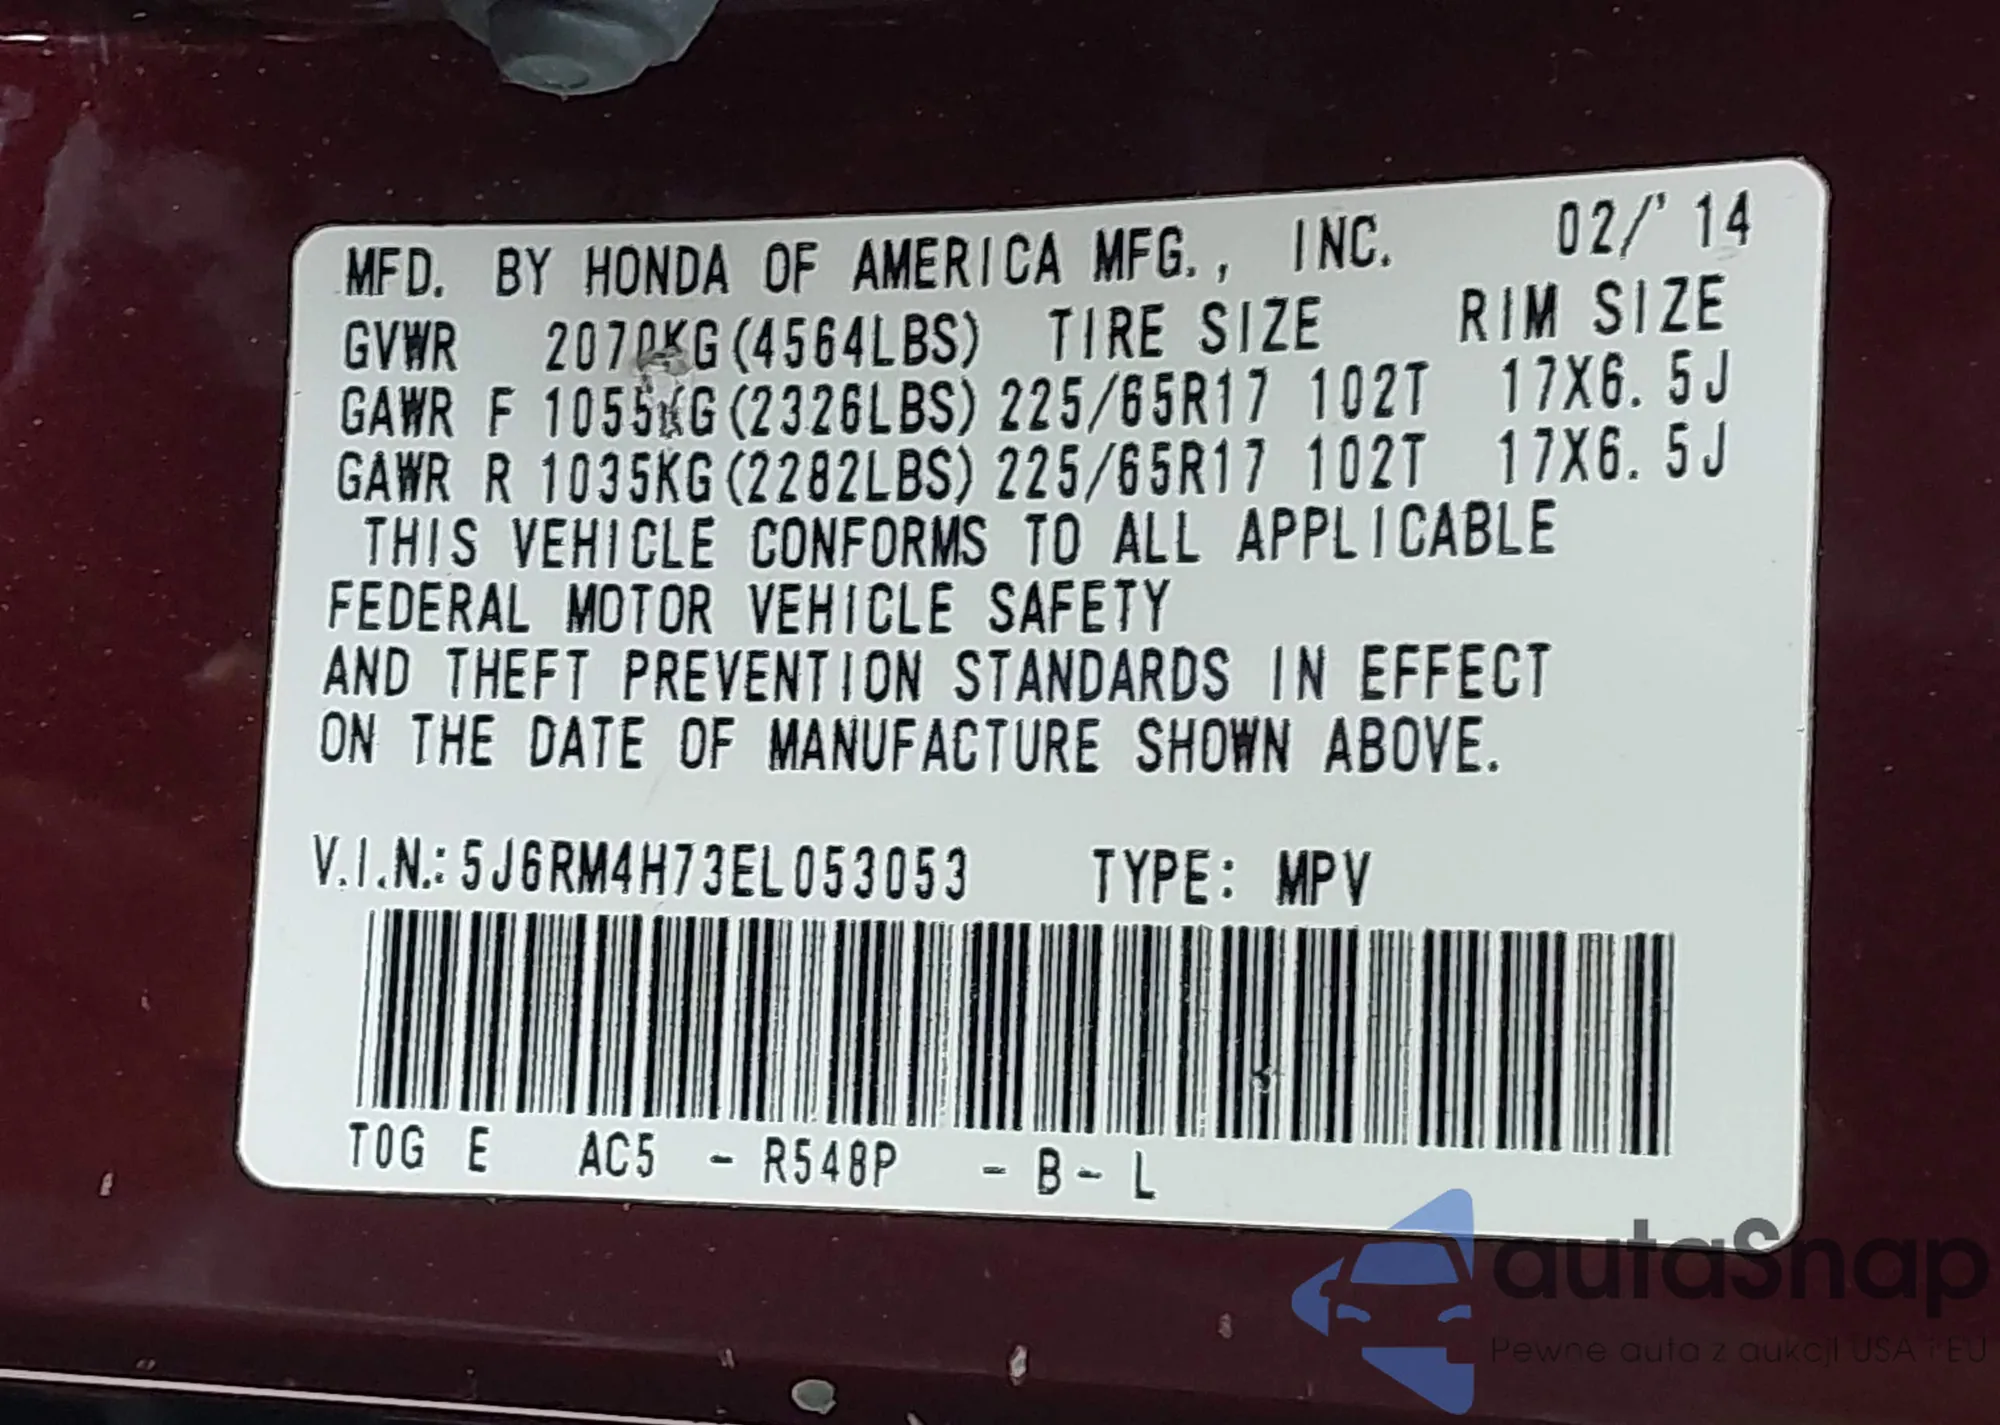 MFD. BY HONDA OF AMERICA MFG., INC. 02/'14
GVWR 2070KG(4564LBS) TIRE SIZE RIM SIZE
GAWR F 1055KG(2326LBS) 225/65R17 102T 17X6.5J
GAWR R 1035KG(2282LBS) 225/65R17 102T 17X6.5J
THIS VEHICLE CONFORMS TO ALL APPLICABLE
FEDERAL MOTOR VEHICLE SAFETY
AND THEFT PREVENTION STANDARDS IN EFFECT
ON THE DATE OF MANUFACTURE SHOWN ABOVE.
V.I.N.: 5J6RM4H73EL053053 TYPE: MPV
T0G E AC5 - R548P - B - L
autaSnap
Pewne auta z aukcji USA i EU